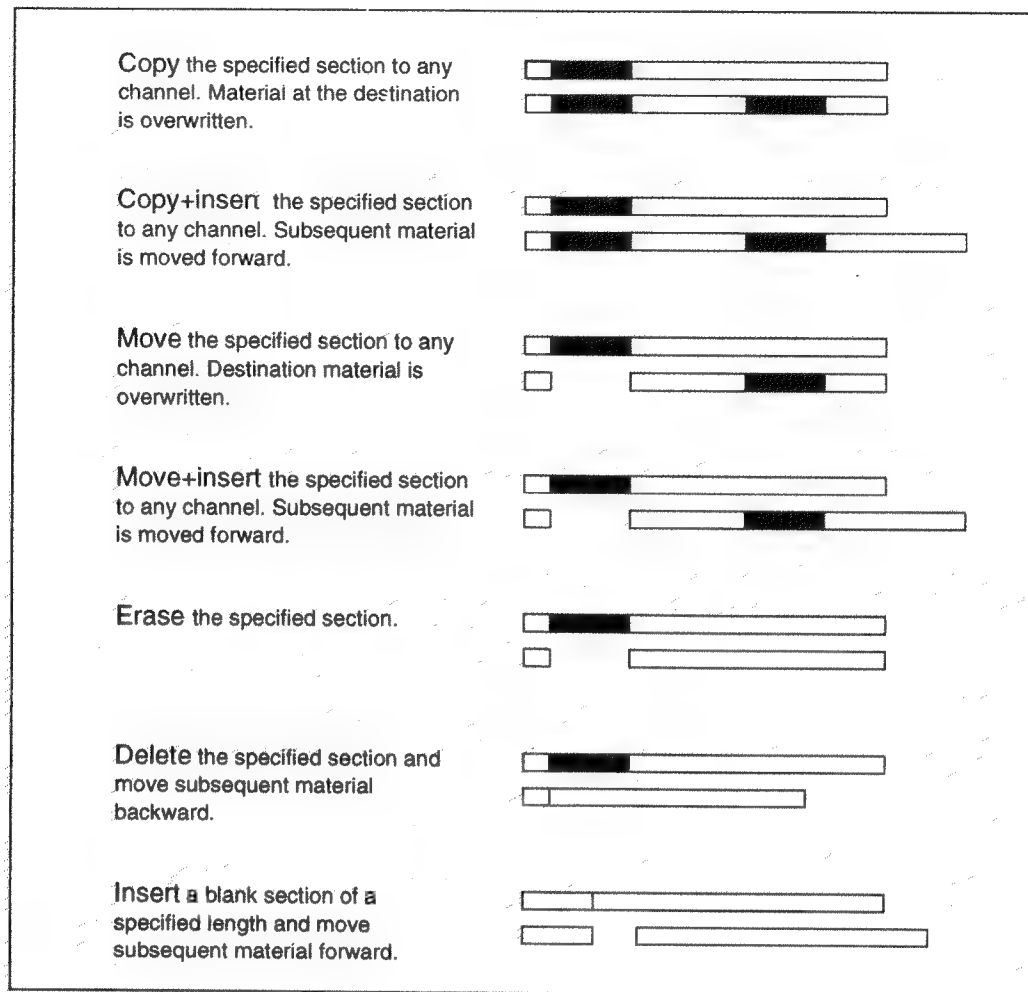 Copy the specified section to any
channel. Material at the destination
is overwritten.
Copy+insert the specified section
to any channel. Subsequent material
is moved forward.
Move the specified section to any
channel. Destination material is
overwritten.
Move+insert the specified section
to any channel. Subsequent material
is moved forward.
Erase the specified section.
Delete the specified section and
move subsequent material
backward.
Insert a blank section of a
specified length and move
subsequent material forward.